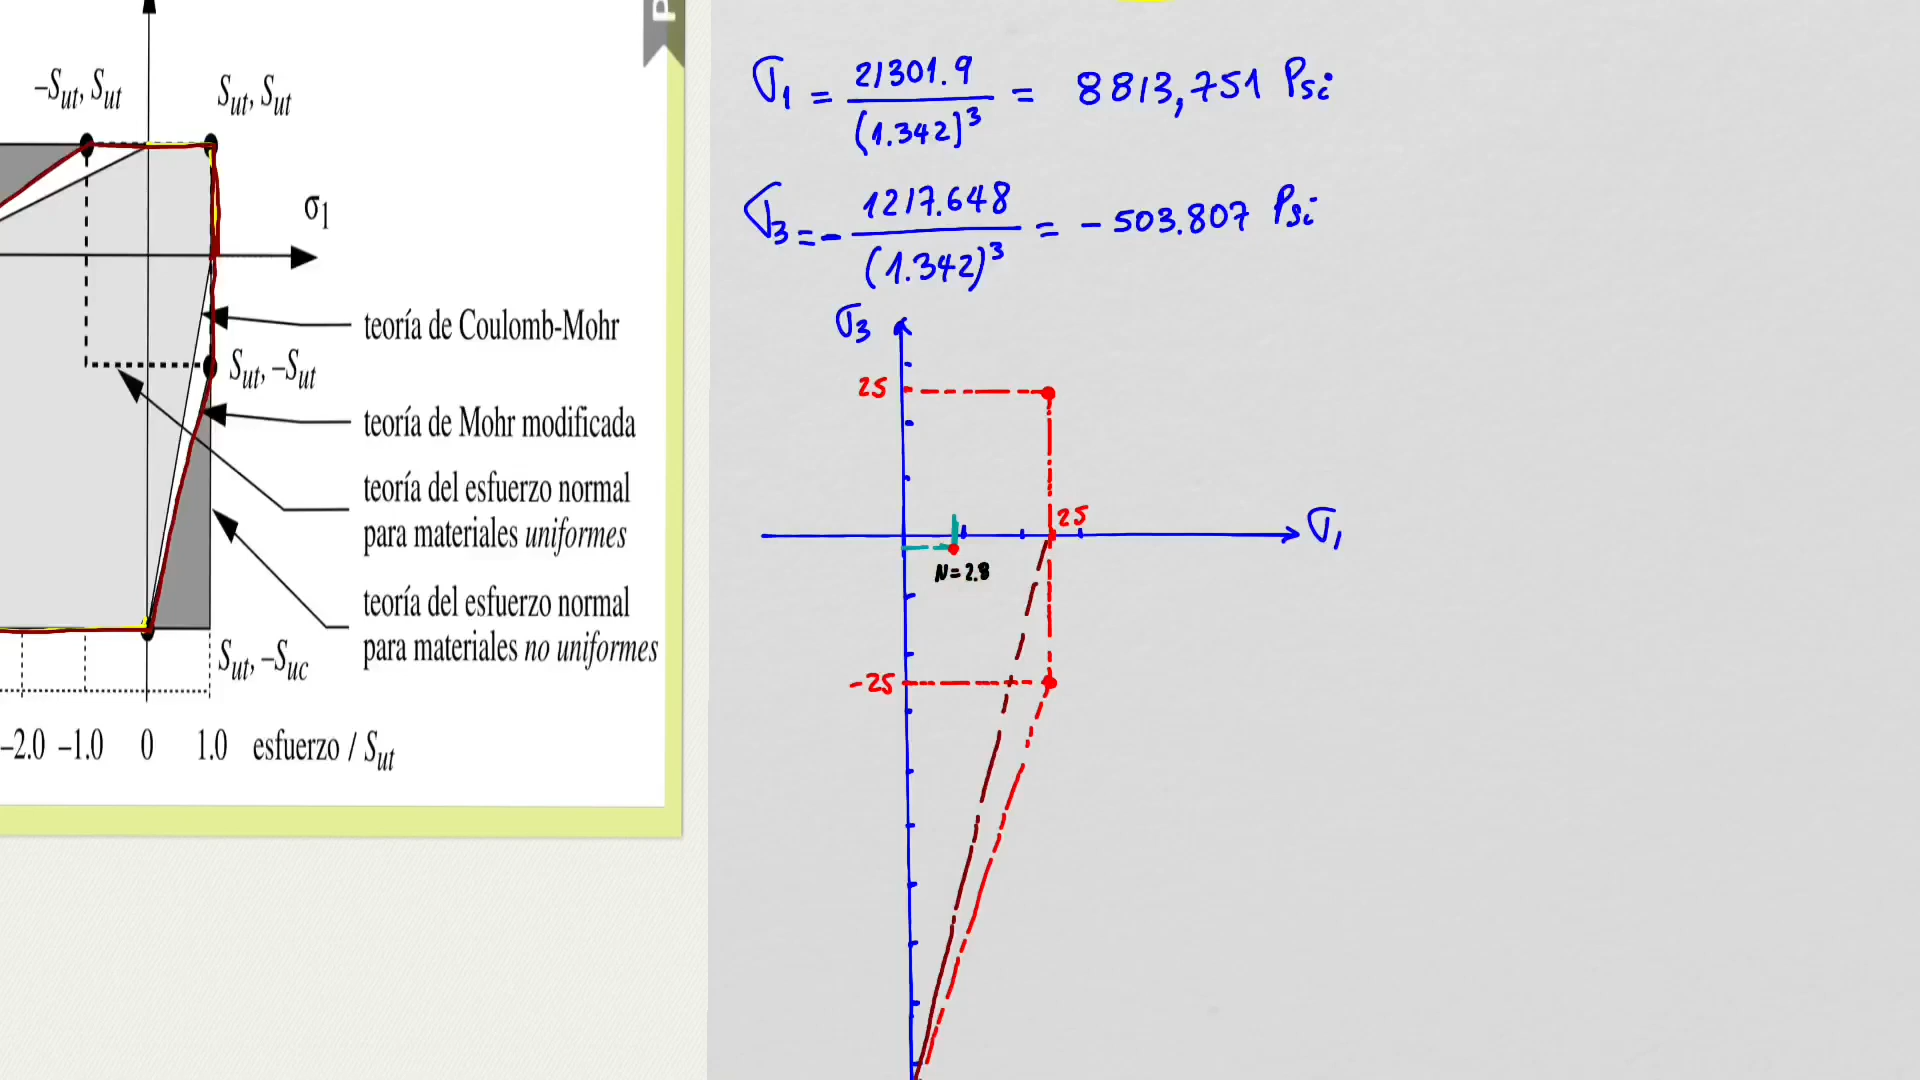 P
–Sut, Sut
Sut, Sut
σ1
teoría de Coulomb-Mohr
Sut, –Sut
teoría de Mohr modificada
teoría del esfuerzo normal
para materiales uniformes
teoría del esfuerzo normal
para materiales no uniformes
Sut, –Suc
–2.0 –1.0 0 1.0 esfuerzo / Sut
σ1 = 21301.9 / (1.342)^3 = 8813,751 Psi
σ3 = - 1217.648 / (1.342)^3 = - 503.807 Psi
σ3
25
25
σ1
N=2.8
-25